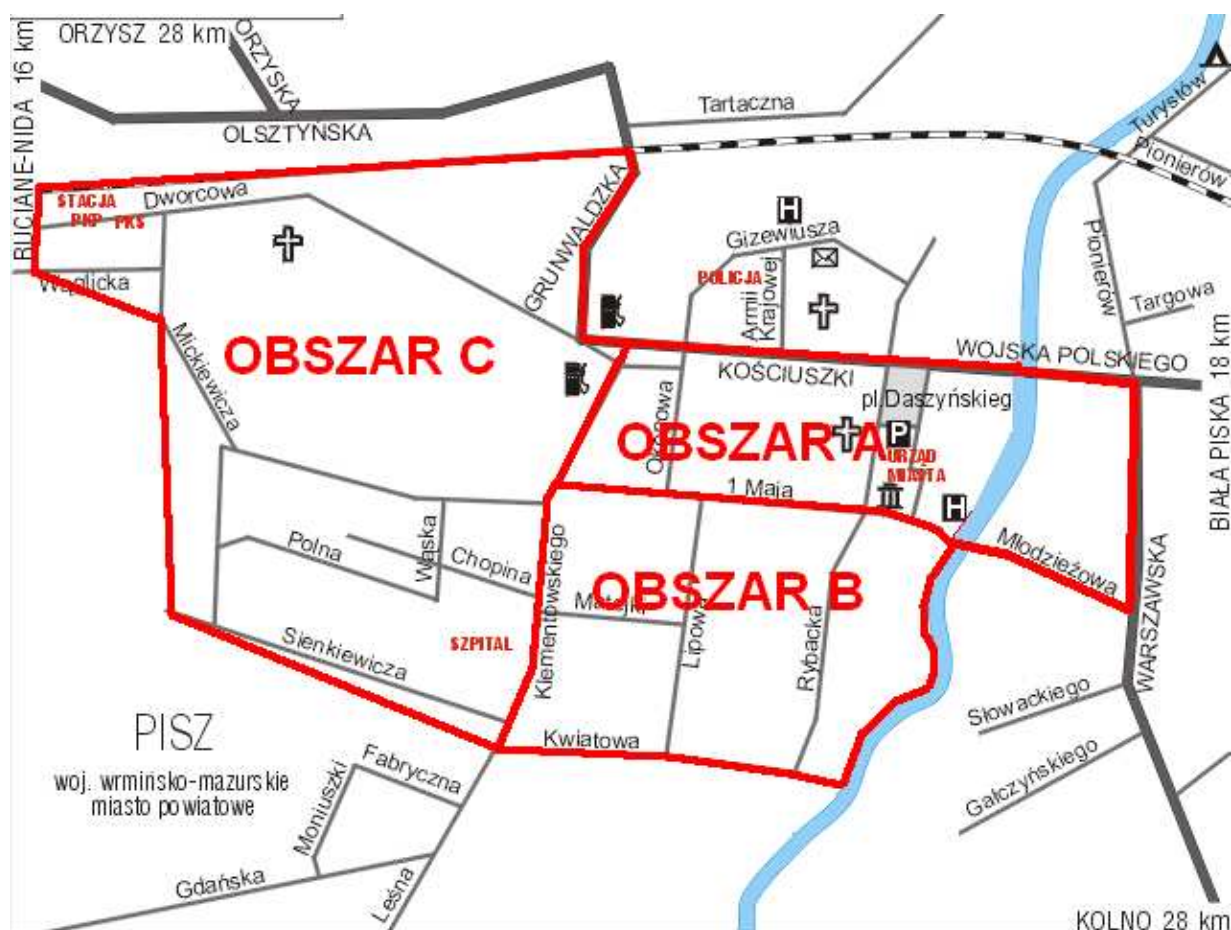 ORZYSZ 28 km
RUCIANE-NIDA 16 km
ORZYSKA
OLSZTYŃSKA
Tartaczna
Turystów
Pionierów
STACJA
PKP PKS
Dworcowa
GRUNWALDZKA
H
Gizewiusza
POLICJA
Armii
Krajowej
Pionierów
Targowa
Wąglicka
Mickiewicza
OBSZAR C
KOŚCIUSZKI
WOJSKA POLSKIEGO
BIAŁA PISKA 18 km
pl.Daszyńskieg
OBSZAR A
P
URZĄD
MIASTA
1 Maja
H
Młodzieżowa
WARSZAWSKA
Polna
Wąska
Chopina
Klementowskiego
OBSZAR B
Matejki
Lipowa
Rybacka
Sienkiewicza
SZPITAL
Kwiatowa
Słowackiego
Gałczyńskiego
PISZ
woj. wrmińsko-mazurskie
miasto powiatowe
Fabryczna
Moniuszki
Gdańska
Leśna
KOLNO 28 km